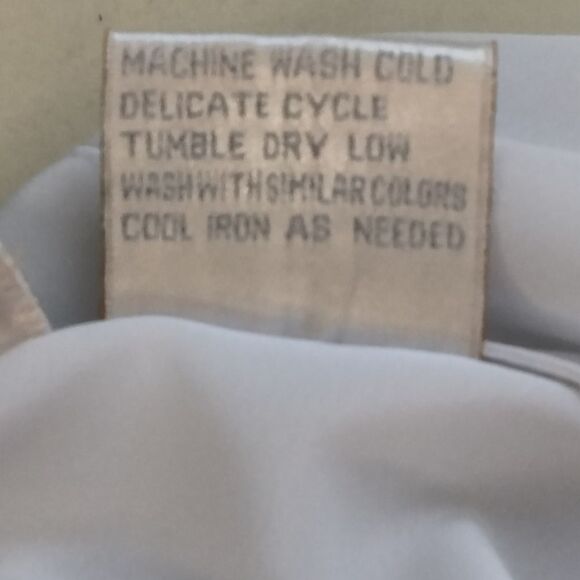 MACHINE WASH COLD
DELICATE CYCLE
TUMBLE DRY LOW
WASH WITH SIMILAR COLORS
COOL IRON AS NEEDED